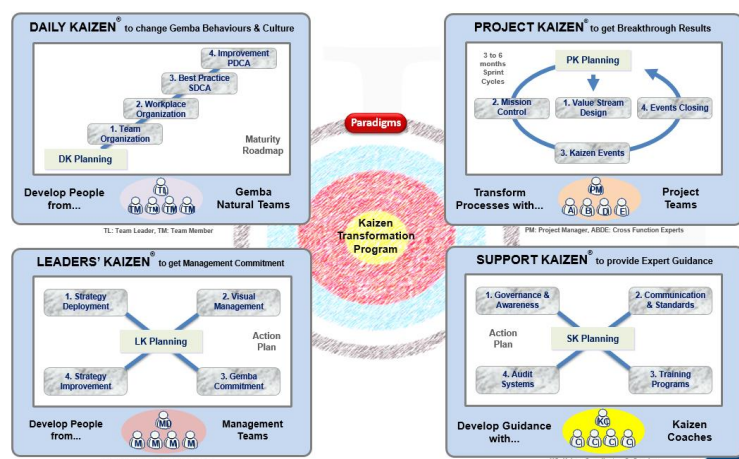 DAILY KAIZEN® to change Gemba Behaviours & Culture
4. Improvement
PDCA
3. Best Practice
SDCA
2. Workplace
Organization
1. Team
Organization
DK Planning
Maturity
Roadmap
Develop People
from...
TL
TM TM TM TM
Gemba
Natural Teams
TL: Team Leader, TM: Team Member
PROJECT KAIZEN® to get Breakthrough Results
3 to 6
months
Sprint
Cycles
PK Planning
2. Mission
Control
1. Value Stream
Design
4. Events Closing
3. Kaizen Events
Transform
Processes with...
PM
A B D E
Project
Teams
PM: Project Manager, ABDE: Cross Function Experts
Paradigms
Kaizen
Transformation
Program
LEADERS' KAIZEN® to get Management Commitment
1. Strategy
Deployment
2. Visual
Management
LK Planning
Action
Plan
4. Strategy
Improvement
3. Gemba
Commitment
Develop People
from...
MD
M M M M
Management
Teams
SUPPORT KAIZEN® to provide Expert Guidance
1. Governance &
Awareness
2. Communication
& Standards
Action
Plan
SK Planning
4. Audit
Systems
3. Training
Programs
Develop Guidance
with...
KC
C C C C
Kaizen
Coaches